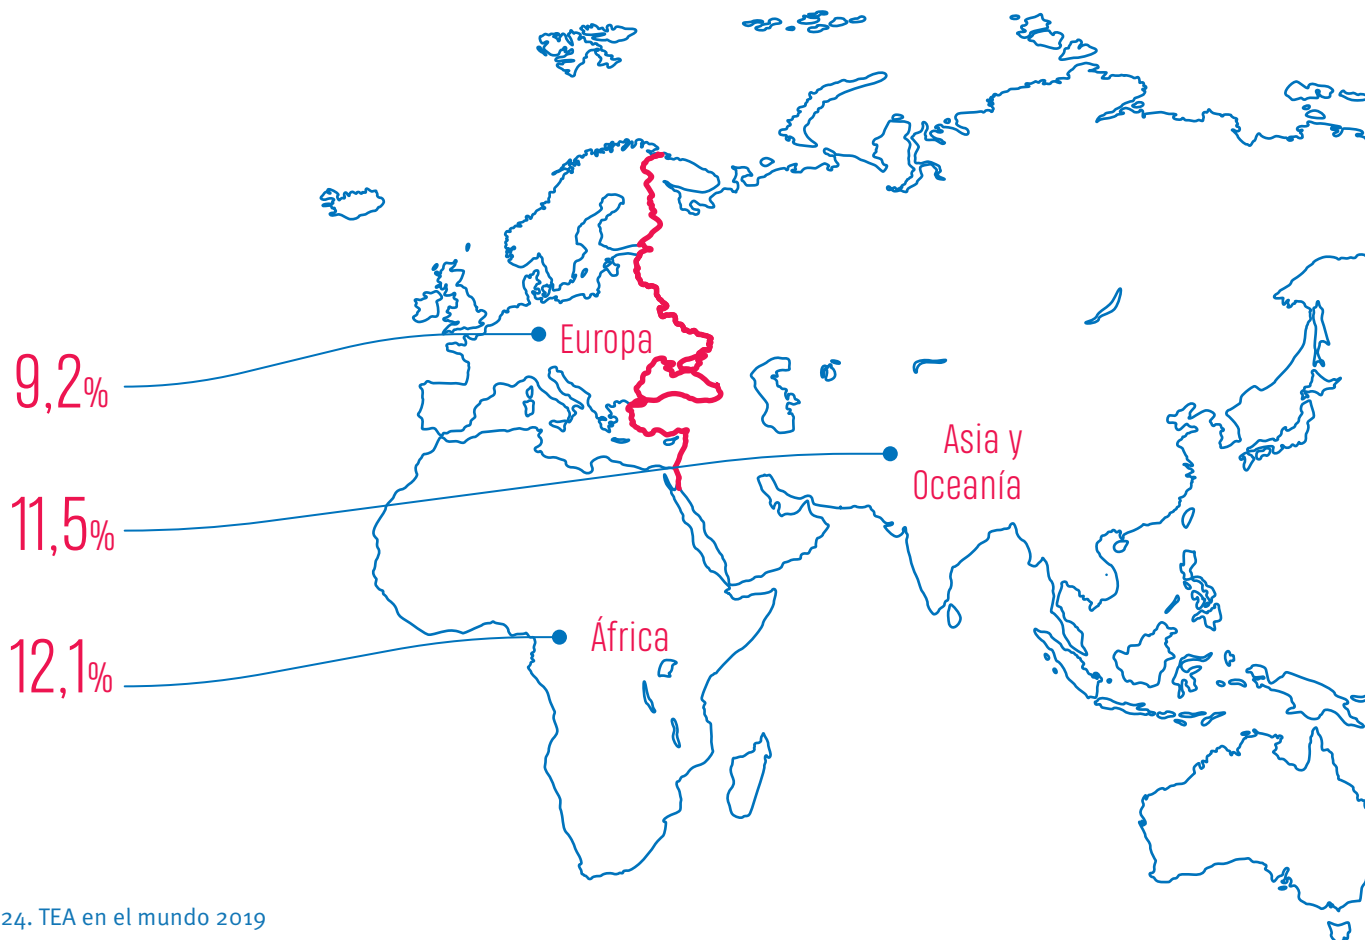 Europa
9,2%
Asia y
Oceanía
11,5%
África
12,1%
24. TEA en el mundo 2019